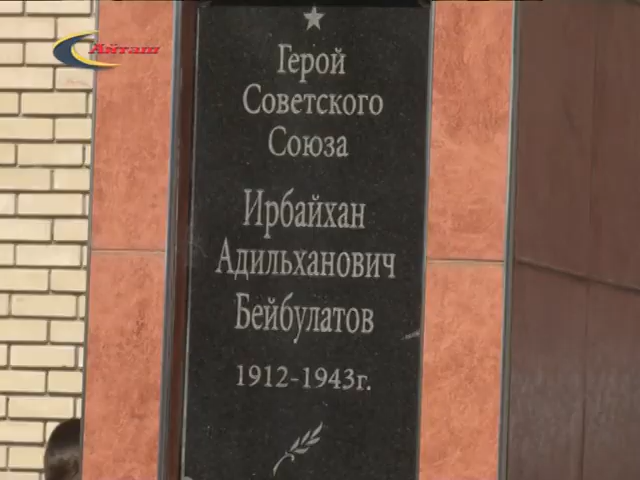 Айташ
Герой
Советского
Союза
Ирбайхан
Адильханович
Бейбулатов
1912-1943г.